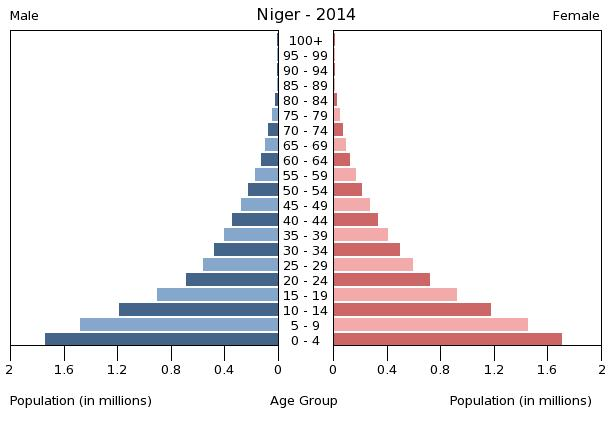 Niger - 2014
Male
Female
100+
95 - 99
90 - 94
85 - 89
80 - 84
75 - 79
70 - 74
65 - 69
60 - 64
55 - 59
50 - 54
45 - 49
40 - 44
35 - 39
30 - 34
25 - 29
20 - 24
15 - 19
10 - 14
5 - 9
0 - 4
2 1.6 1.2 0.8 0.4 0 0 0.4 0.8 1.2 1.6 2
Population (in millions) Age Group Population (in millions)